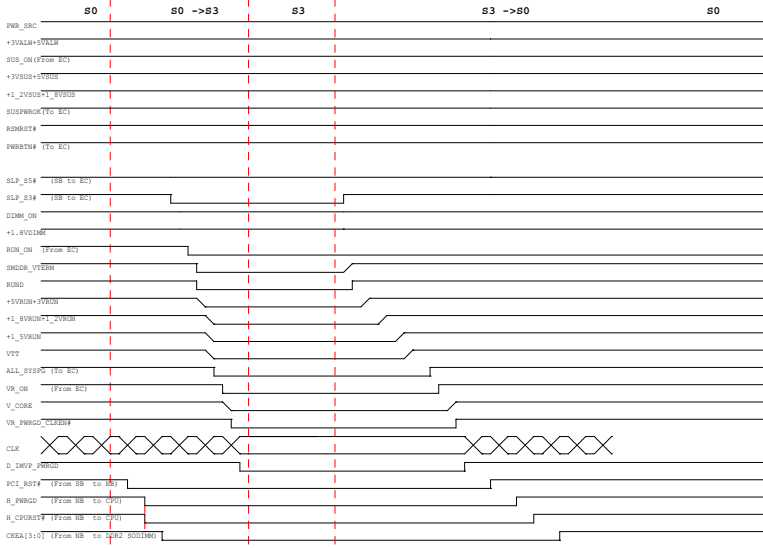 S0 S0 ->S3 S3 S3 ->S0 S0
PWR_SRC
+3VALW+5VALW
SUS_ON(From EC)
+3VSUS+5VSUS
+1_2VSUS+1_8VSUS
SUSPWROK(To EC)
RSMRST#
PWRBTN# (To EC)
SLP_S5# (SB to EC)
SLP_S3# (SB to EC)
DIMM_ON
+1.8VDIMM
RUN_ON (From EC)
SMDDR_VTERM
RUND
+5VRUN+3VRUN
+1_8VRUN+1_2VRUN
+1_5VRUN
VTT
ALL_SYSPG (To EC)
VR_ON (From EC)
V_CORE
VR_PWRGD_CLKEN#
CLK
D_IMVP_PWRGD
PCI_RST# (From SB to NB)
H_PWRGD (From NB to CPU)
H_CPURST# (From NB to CPU)
CKEA[3:0] (From NB to DDR2 SODIMM)